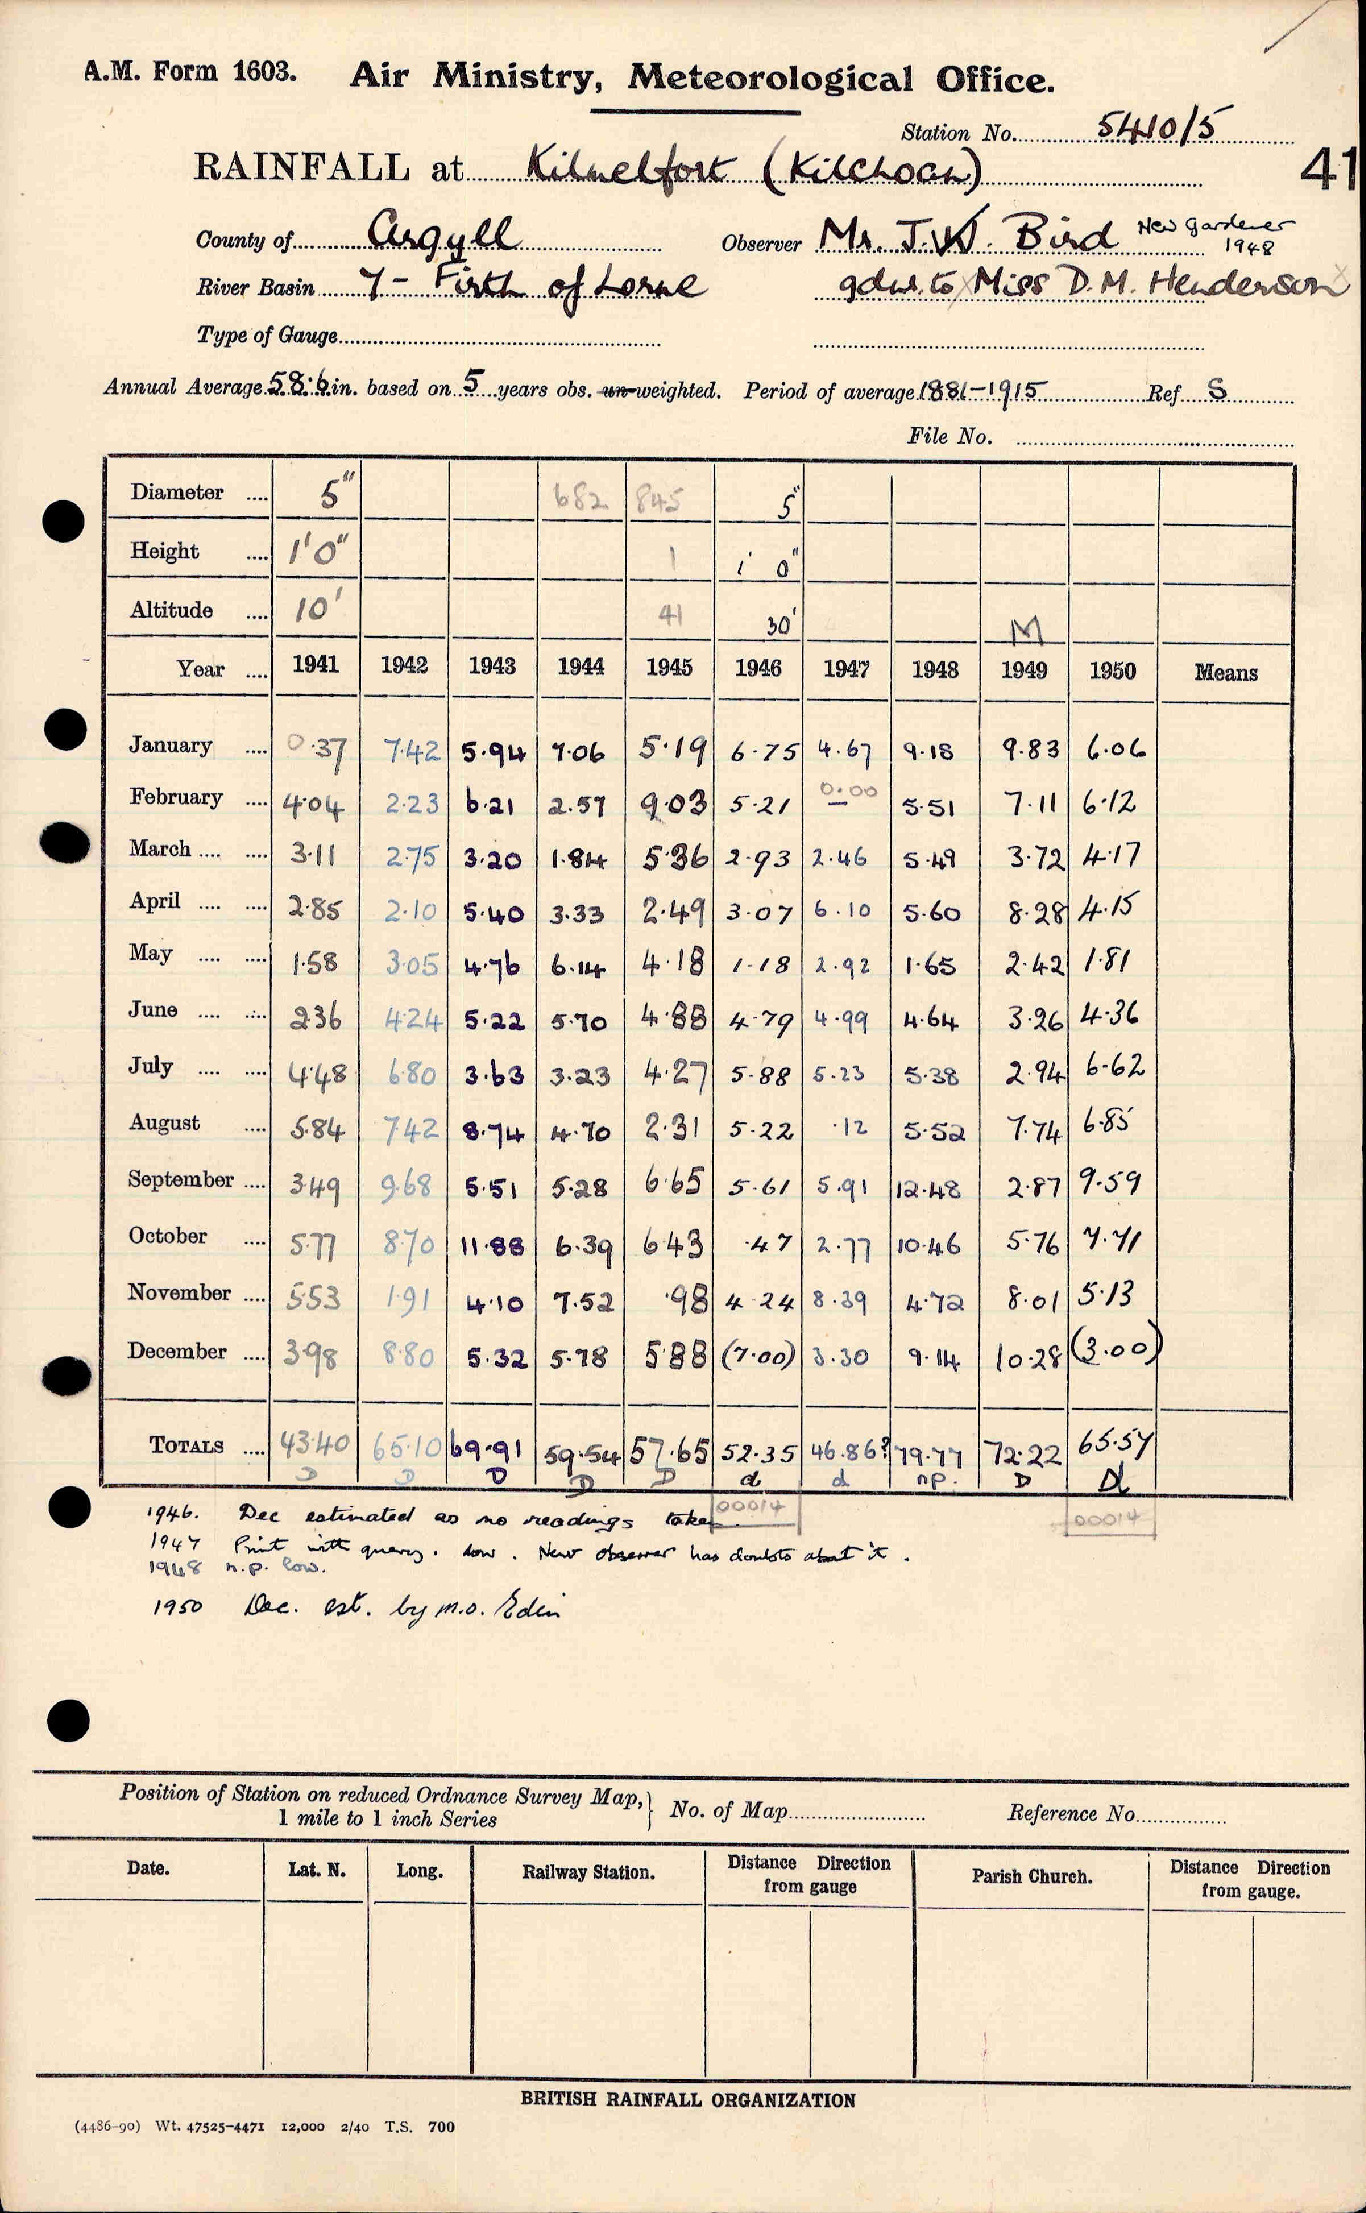 A.M. Form 1603. Air Ministry, Meteorological Office.
Station No. 5410/5
RAINFALL at Kilmelfort (Kilchoan)
41
County of Argyll Observer Mr. J.W. Bird New gardener 1948
River Basin 7 - Firth of Lorne gdnr. to Miss D.M. Henderson
Type of Gauge
Annual Average 58.6 in. based on 5 years obs. un-weighted. Period of average 1881-1915 Ref S
File No.
Diameter .... 5" 682 845 5"
Height .... 1'0" 1 1 0"
Altitude .... 10' 41 30' M
Year .... 1941 1942 1943 1944 1945 1946 1947 1948 1949 1950 Means
January .... 0.37 7.42 5.94 7.06 5.19 6.75 4.67 9.18 9.83 6.06
February .... 4.04 2.23 6.21 2.57 9.03 5.21 0.00 5.51 7.11 6.12
March .... .... 3.11 2.75 3.20 1.84 5.36 2.93 2.46 5.49 3.72 4.17
April .... .... 2.85 2.10 5.40 3.33 2.49 3.07 6.10 5.60 8.28 4.15
May .... .... 1.58 3.05 4.76 6.14 4.18 1.18 2.92 1.65 2.42 1.81
June .... .... 2.36 4.24 5.22 5.70 4.88 4.79 4.99 4.64 3.26 4.36
July .... .... 4.48 6.80 3.63 3.23 4.27 5.88 5.23 5.38 2.94 6.62
August .... 5.84 7.42 8.74 4.70 2.31 5.22 .12 5.52 7.74 6.85
September .... 3.49 9.68 5.51 5.28 6.65 5.61 5.91 12.48 2.87 9.59
October .... 5.77 8.70 11.88 6.39 6.43 .47 2.77 10.46 5.76 7.71
November .... 5.53 1.91 4.10 7.52 .98 4.24 8.39 4.72 8.01 5.13
December .... 3.98 8.80 5.32 5.78 5.88 (7.00) 3.30 9.14 10.28 (3.00)
TOTALS .... 43.40 65.10 69.91 59.54 57.65 52.35 46.86? 79.77 72.22 65.57
D D D D D d d n.p. D D
00014 00014
1946. Dec estimated as no readings taken.
1947 Print with query. low. New observer has doubts about it.
1948 n.p. low.
1950 Dec. est. by M.O. Edin
Position of Station on reduced Ordnance Survey Map, 1 mile to 1 inch Series } No. of Map Reference No.
Date. Lat. N. Long. Railway Station. Distance Direction from gauge Parish Church. Distance Direction from gauge.
BRITISH RAINFALL ORGANIZATION
(4486-90) Wt. 47525-4471 12,000 2/40 T.S. 700